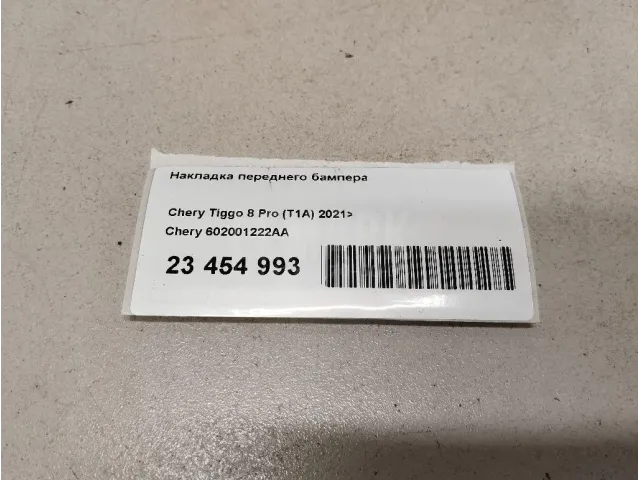 Накладка переднего бампера
Chery Tiggo 8 Pro (T1A) 2021>
Chery 602001222AA
23 454 993